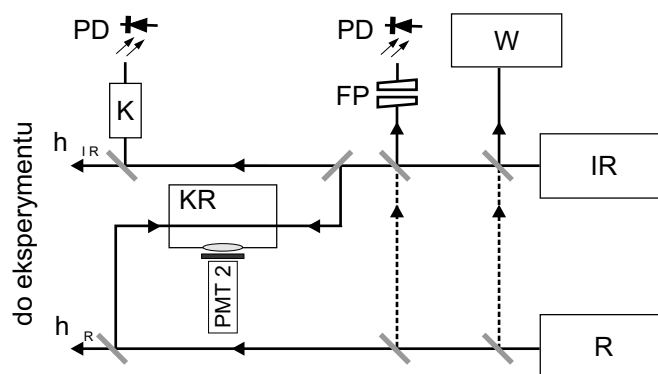 PD
PD
W
FP
K
h IR
IR
KR
PMT 2
do eksperymentu
h R
R